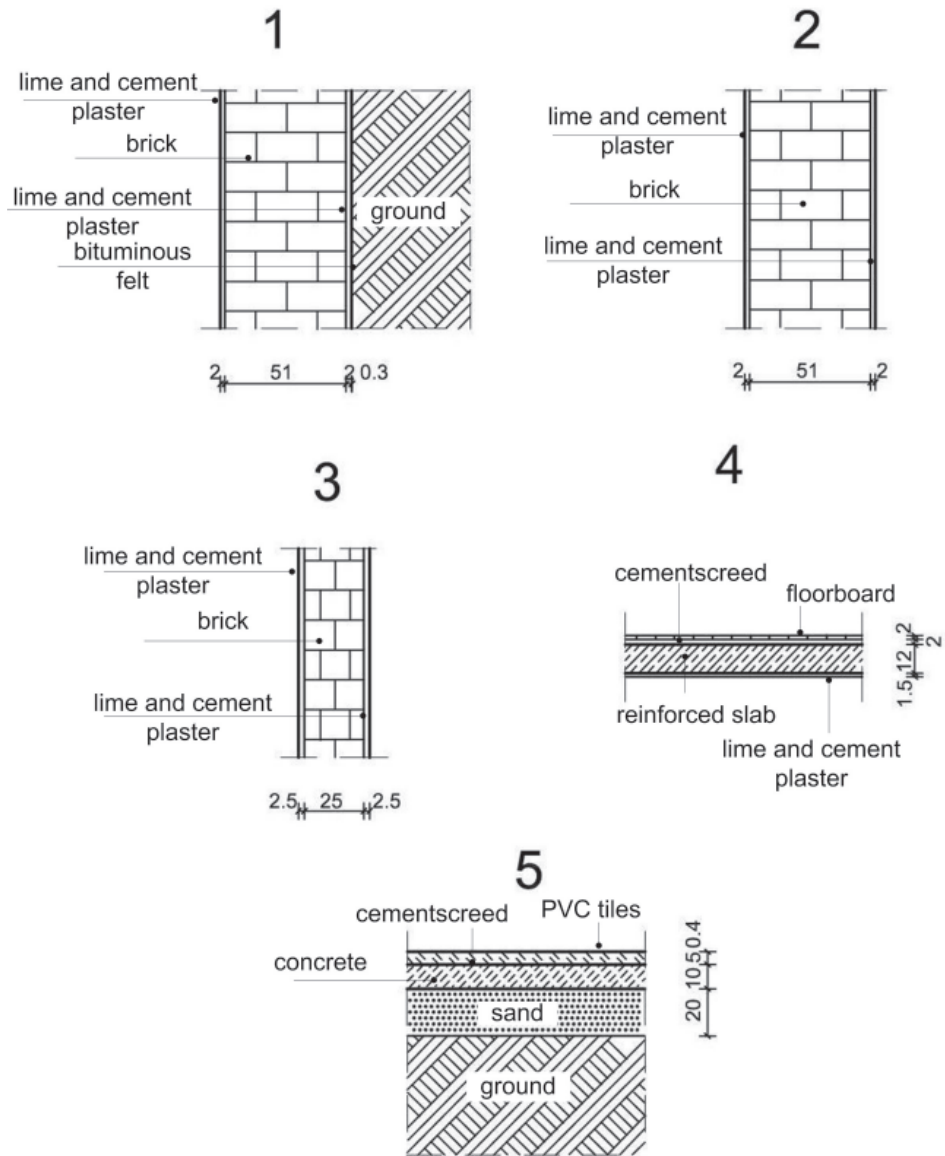 1
lime and cement
plaster
brick
lime and cement
plaster
bituminous
felt
ground
2 51 2 0.3
2
lime and cement
plaster
brick
lime and cement
plaster
2 51 2
3
lime and cement
plaster
brick
lime and cement
plaster
2.5 25 2.5
4
cementscreed
floorboard
reinforced slab
lime and cement
plaster
1.5 12 2
2
5
cementscreed
PVC tiles
concrete
sand
ground
20 10 5 0.4